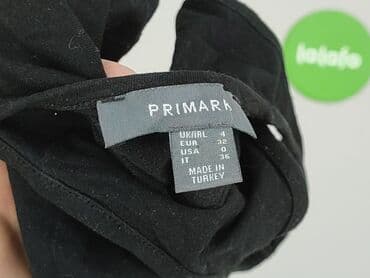 PRIMARK
UK/IRL 4
EUR 32
USA 0
IT 36
MADE IN
TURKEY
lalafo